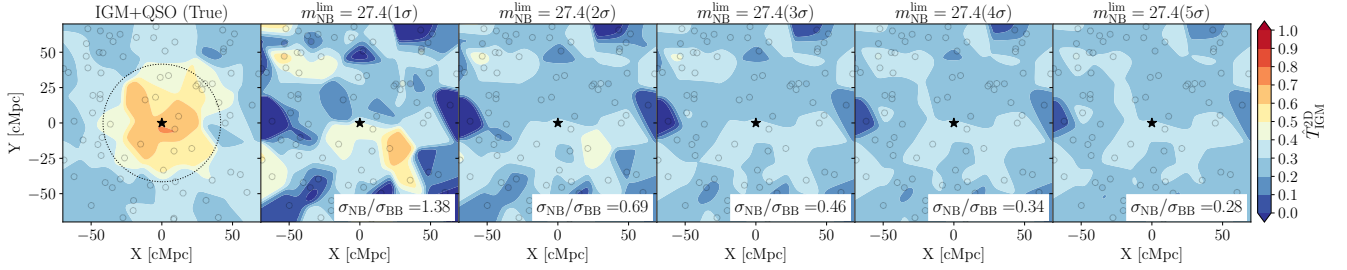 IGM+QSO (True)
m_NB^lim = 27.4(1σ)
m_NB^lim = 27.4(2σ)
m_NB^lim = 27.4(3σ)
m_NB^lim = 27.4(4σ)
m_NB^lim = 27.4(5σ)
Y [cMpc]
50
25
0
−25
−50
σ_NB/σ_BB =1.38
σ_NB/σ_BB =0.69
σ_NB/σ_BB =0.46
σ_NB/σ_BB =0.34
σ_NB/σ_BB =0.28
−50 0 50
−50 0 50
−50 0 50
−50 0 50
−50 0 50
−50 0 50
X [cMpc]
X [cMpc]
X [cMpc]
X [cMpc]
X [cMpc]
X [cMpc]
1.0
0.9
0.8
0.7
0.6
0.5
0.4
0.3
0.2
0.1
0.0
T_IGM^2D